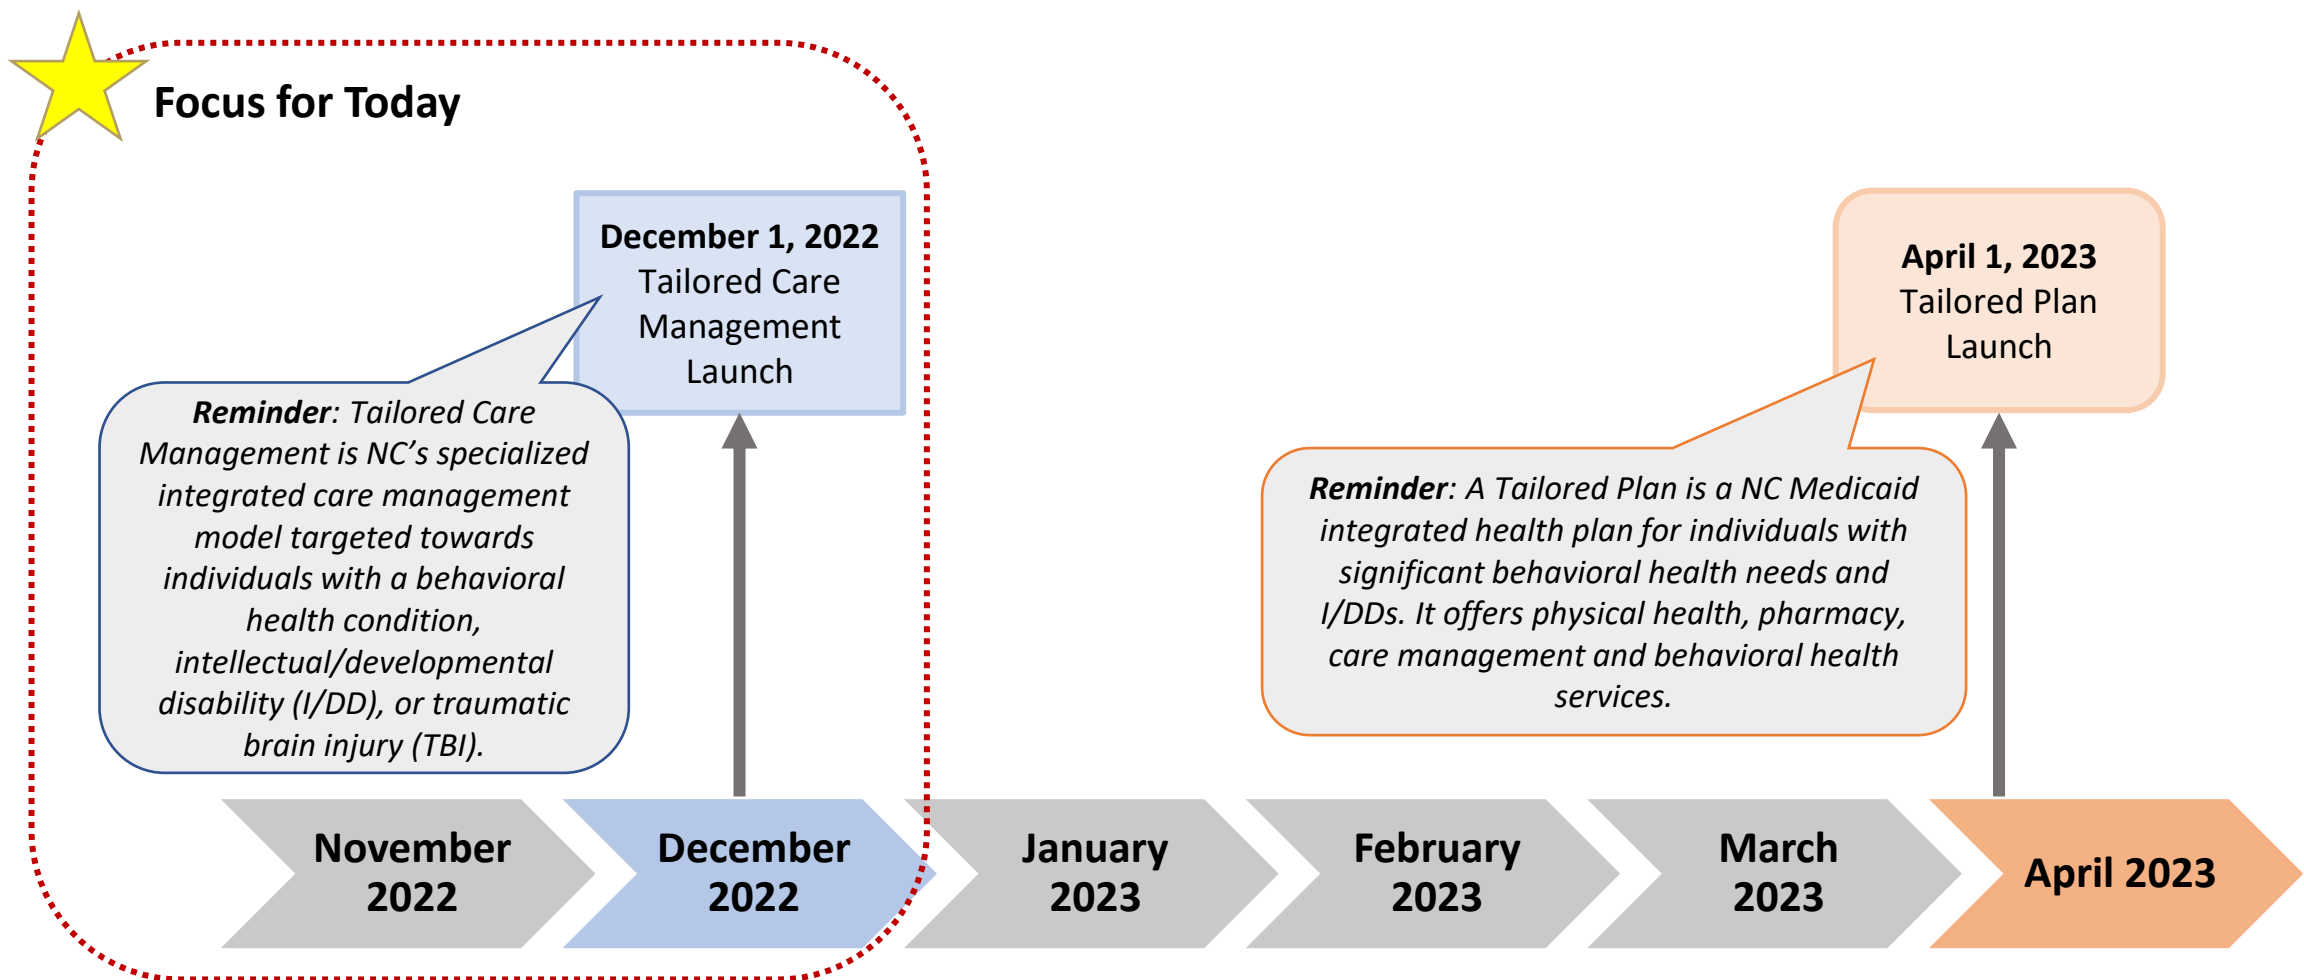 Focus for Today
December 1, 2022
Tailored Care
Management
Launch
Reminder: Tailored Care
Management is NC’s specialized
integrated care management
model targeted towards
individuals with a behavioral
health condition,
intellectual/developmental
disability (I/DD), or traumatic
brain injury (TBI).
April 1, 2023
Tailored Plan
Launch
Reminder: A Tailored Plan is a NC Medicaid
integrated health plan for individuals with
significant behavioral health needs and
I/DDs. It offers physical health, pharmacy,
care management and behavioral health
services.
November
2022
December
2022
January
2023
February
2023
March
2023
April 2023